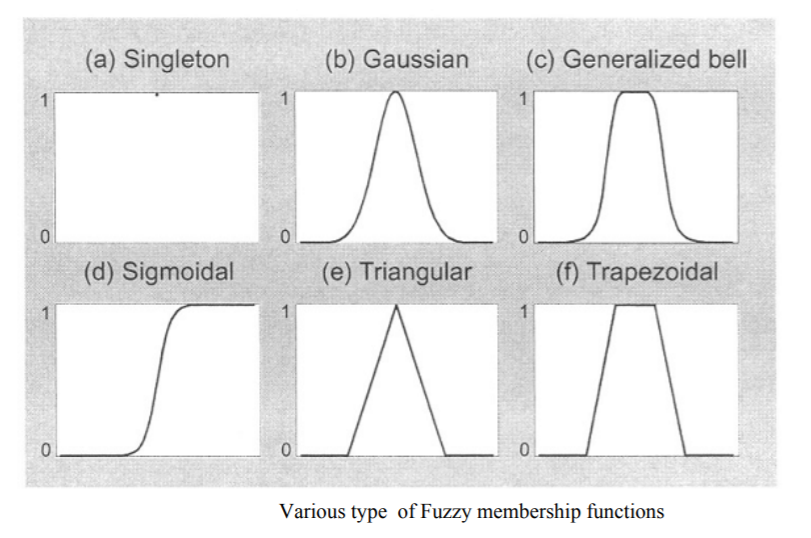 (a) Singleton
(b) Gaussian
(c) Generalized bell
1
1
1
0
0
0
(d) Sigmoidal
(e) Triangular
(f) Trapezoidal
1
1
1
0
0
0
Various type of Fuzzy membership functions